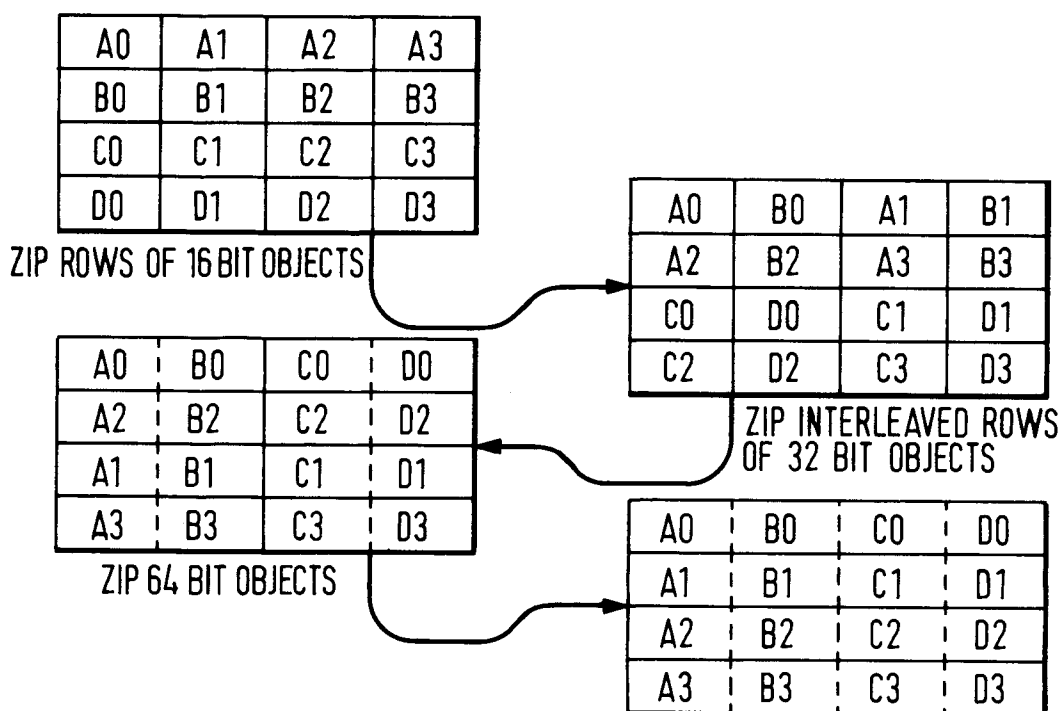 A0 A1 A2 A3
B0 B1 B2 B3
C0 C1 C2 C3
D0 D1 D2 D3
ZIP ROWS OF 16 BIT OBJECTS
A0 B0 A1 B1
A2 B2 A3 B3
C0 D0 C1 D1
C2 D2 C3 D3
ZIP INTERLEAVED ROWS
OF 32 BIT OBJECTS
A0 B0 C0 D0
A2 B2 C2 D2
A1 B1 C1 D1
A3 B3 C3 D3
ZIP 64 BIT OBJECTS
A0 B0 C0 D0
A1 B1 C1 D1
A2 B2 C2 D2
A3 B3 C3 D3